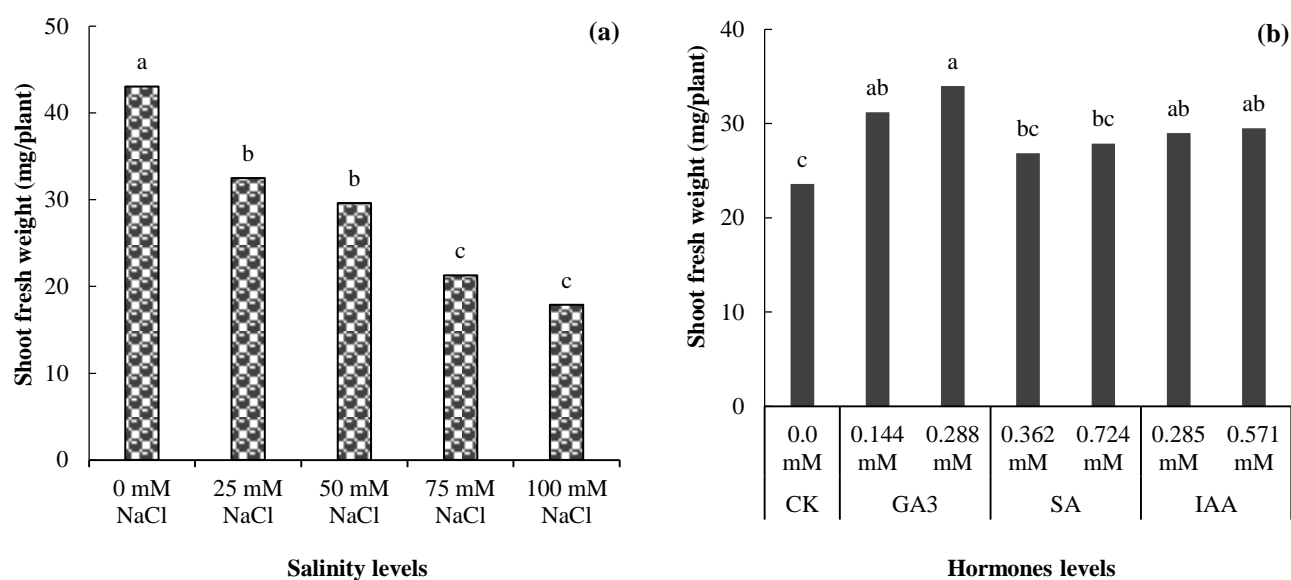 (a)
Shoot fresh weight (mg/plant)
50
40
30
20
10
0
a
b
b
c
c
0 mM 25 mM 50 mM 75 mM 100 mM
NaCl NaCl NaCl NaCl NaCl
Salinity levels
(b)
Shoot fresh weight (mg/plant)
40
30
20
10
0
c
ab
a
bc
bc
ab
ab
0.0 0.144 0.288 0.362 0.724 0.285 0.571
mM mM mM mM mM mM mM
CK GA3 SA IAA
Hormones levels